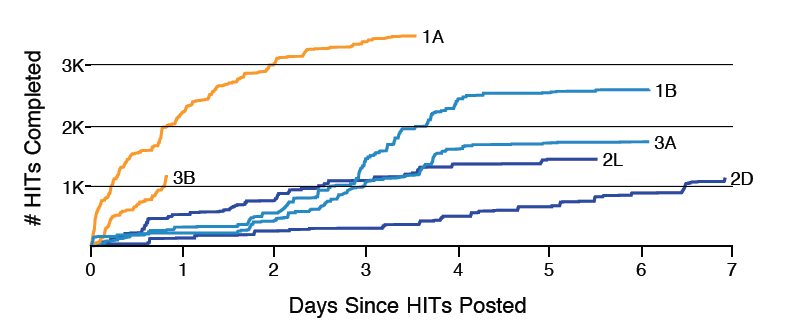 # HITs Completed
3K
2K
1K
1A
1B
3A
2L
3B
2D
0 1 2 3 4 5 6 7
Days Since HITs Posted